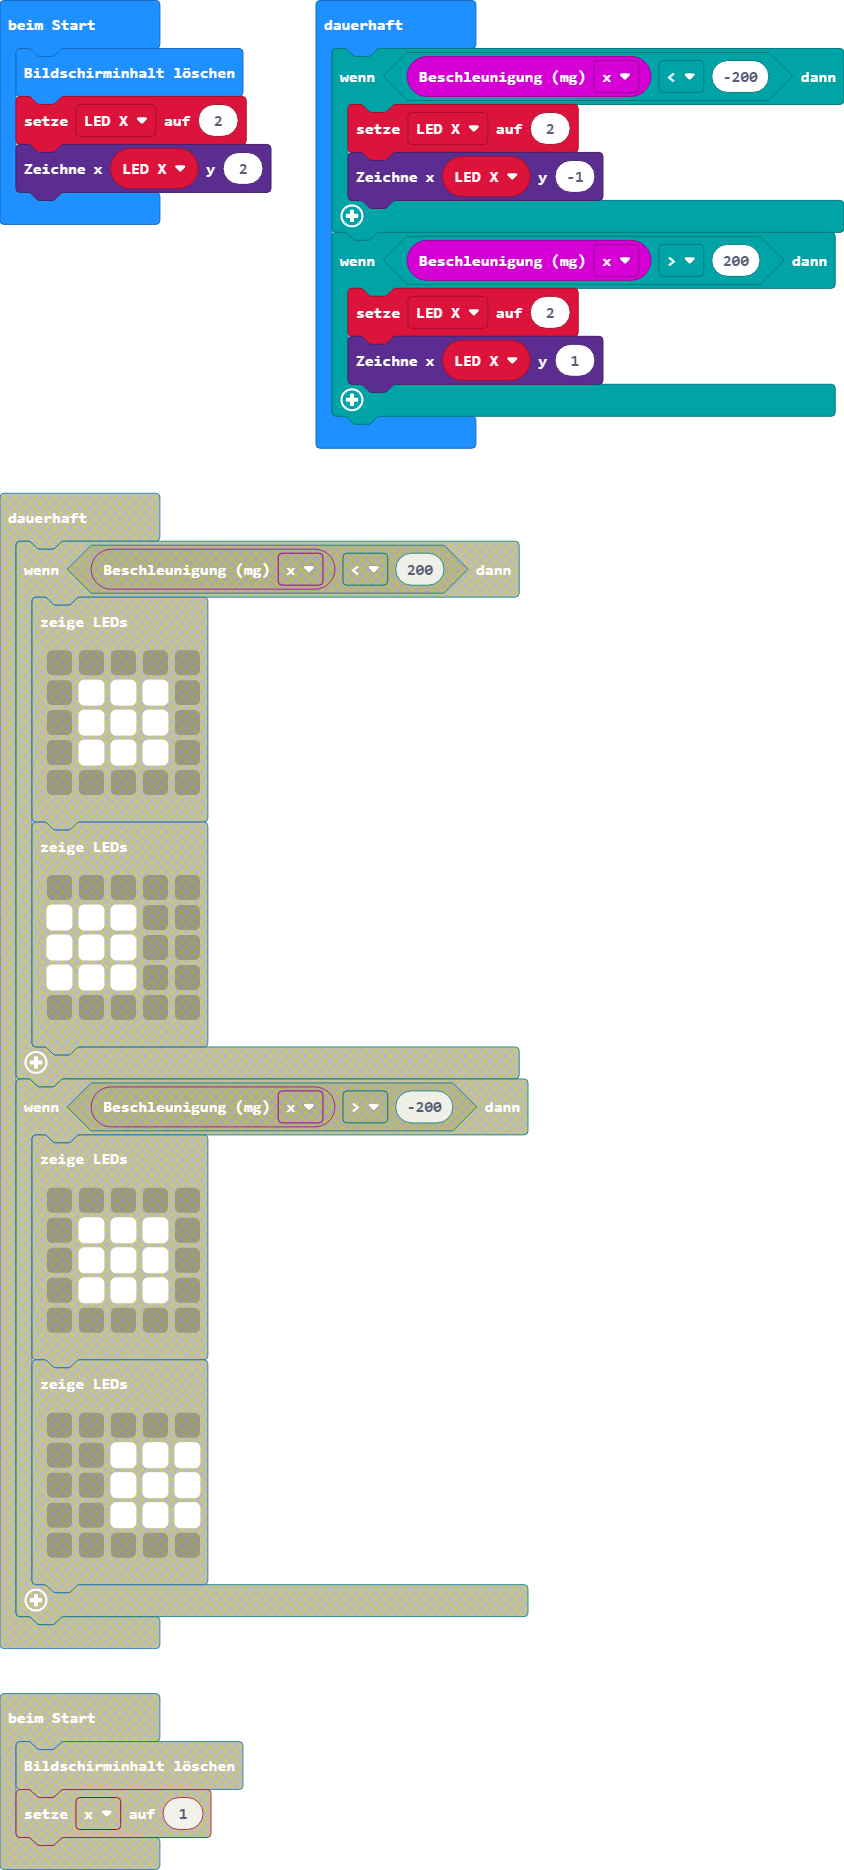 beim Start
Bildschirminhalt löschen
setze LED X auf 2
Zeichne x LED X y 2
dauerhaft
wenn Beschleunigung (mg) x < -200 dann
setze LED X auf 2
Zeichne x LED X y -1
wenn Beschleunigung (mg) x > 200 dann
setze LED X auf 2
Zeichne x LED X y 1
dauerhaft
wenn Beschleunigung (mg) x < 200 dann
zeige LEDs
zeige LEDs
wenn Beschleunigung (mg) x > -200 dann
zeige LEDs
zeige LEDs
beim Start
Bildschirminhalt löschen
setze x auf 1